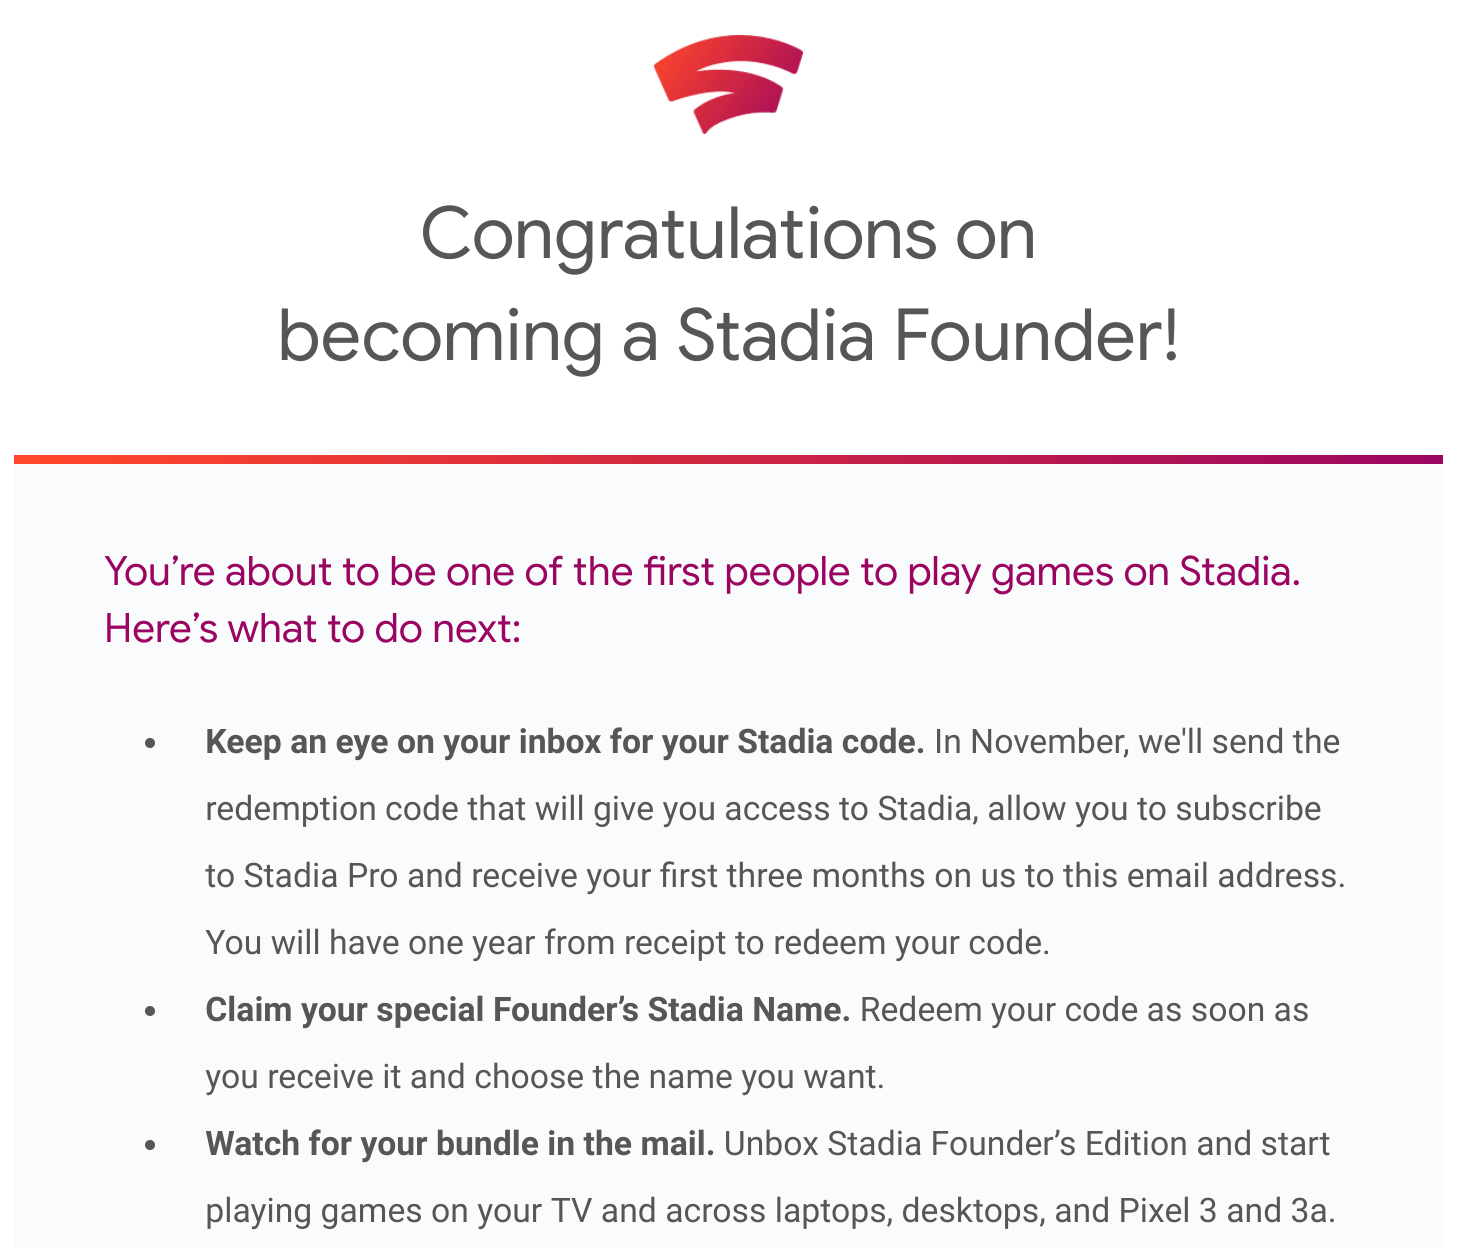 Congratulations on
becoming a Stadia Founder!
You’re about to be one of the first people to play games on Stadia.
Here’s what to do next:
• Keep an eye on your inbox for your Stadia code. In November, we'll send the
redemption code that will give you access to Stadia, allow you to subscribe
to Stadia Pro and receive your first three months on us to this email address.
You will have one year from receipt to redeem your code.
• Claim your special Founder’s Stadia Name. Redeem your code as soon as
you receive it and choose the name you want.
• Watch for your bundle in the mail. Unbox Stadia Founder’s Edition and start
playing games on your TV and across laptops, desktops, and Pixel 3 and 3a.